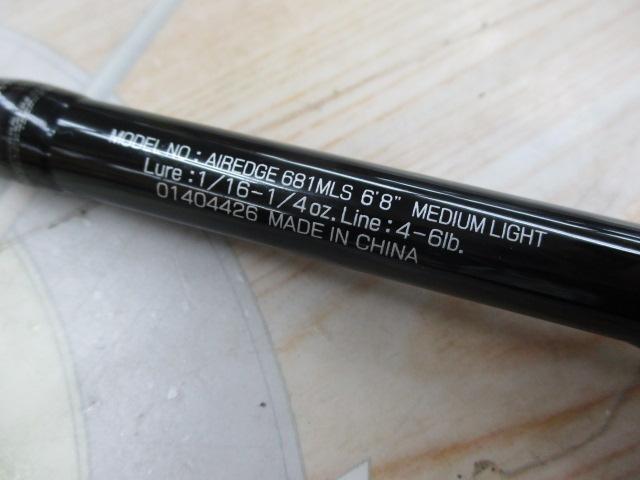 MODEL NO.: AIREDGE 681MLS 6'8" MEDIUM LIGHT
Lure : 1/16-1/4oz. Line : 4-6lb.
01404426 MADE IN CHINA